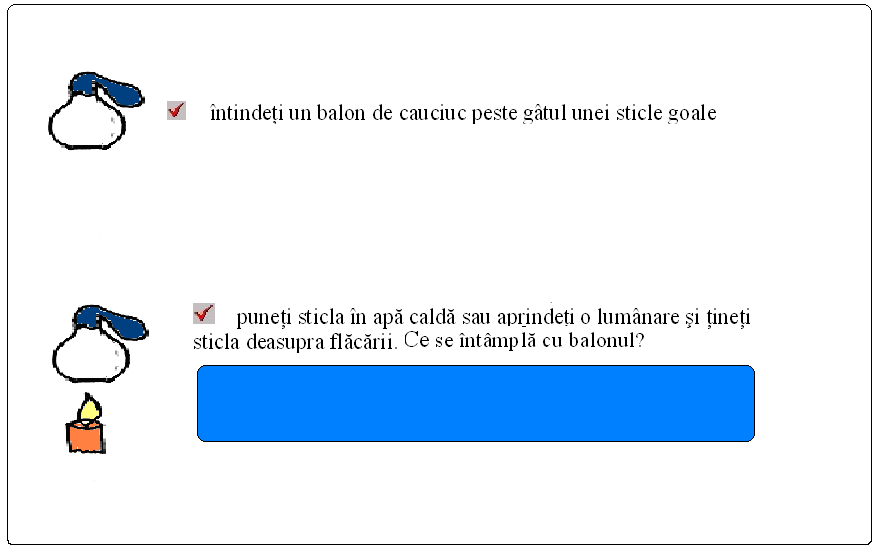 întindeți un balon de cauciuc peste gâtul unei sticle goale
puneți sticla în apă caldă sau aprindeți o lumânare și țineți
sticla deasupra flăcării. Ce se întâmplă cu balonul?